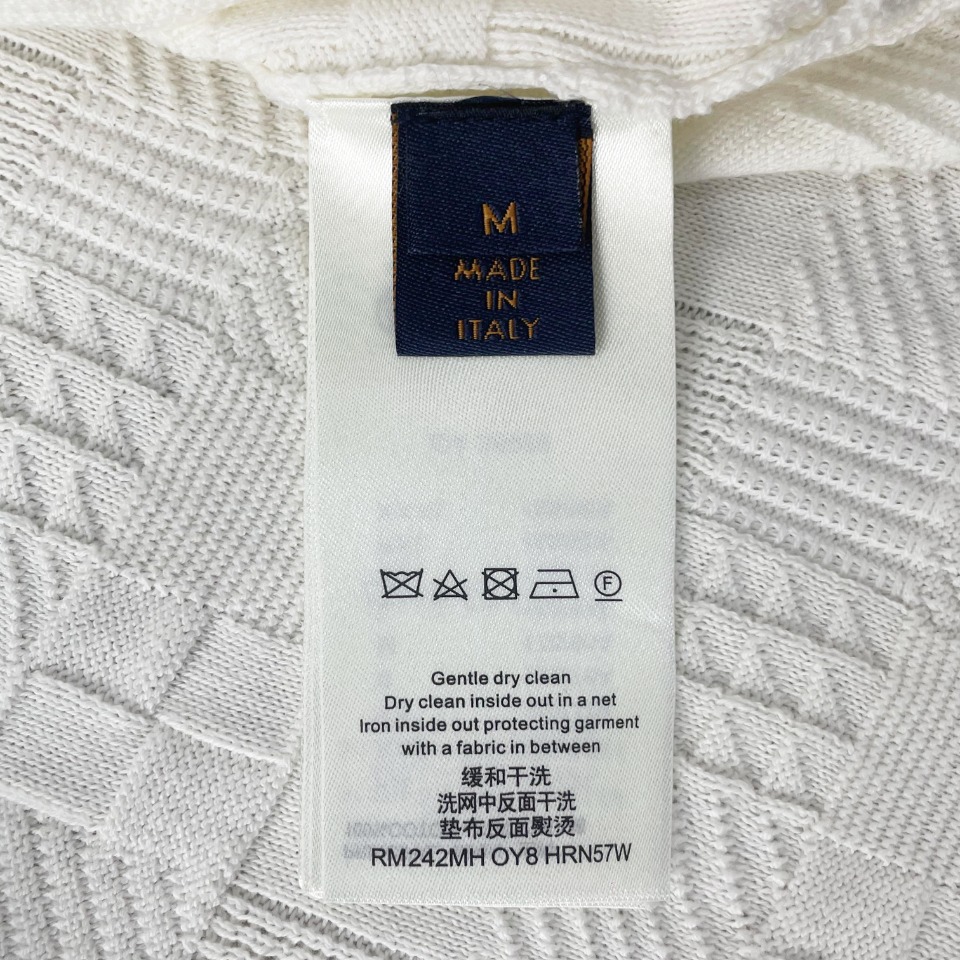 M
MADE
IN
ITALY
F
Gentle dry clean
Dry clean inside out in a net
Iron inside out protecting garment
with a fabric in between
缓和干洗
洗网中反面干洗
垫布反面熨烫
RM242MH OY8 HRN57W